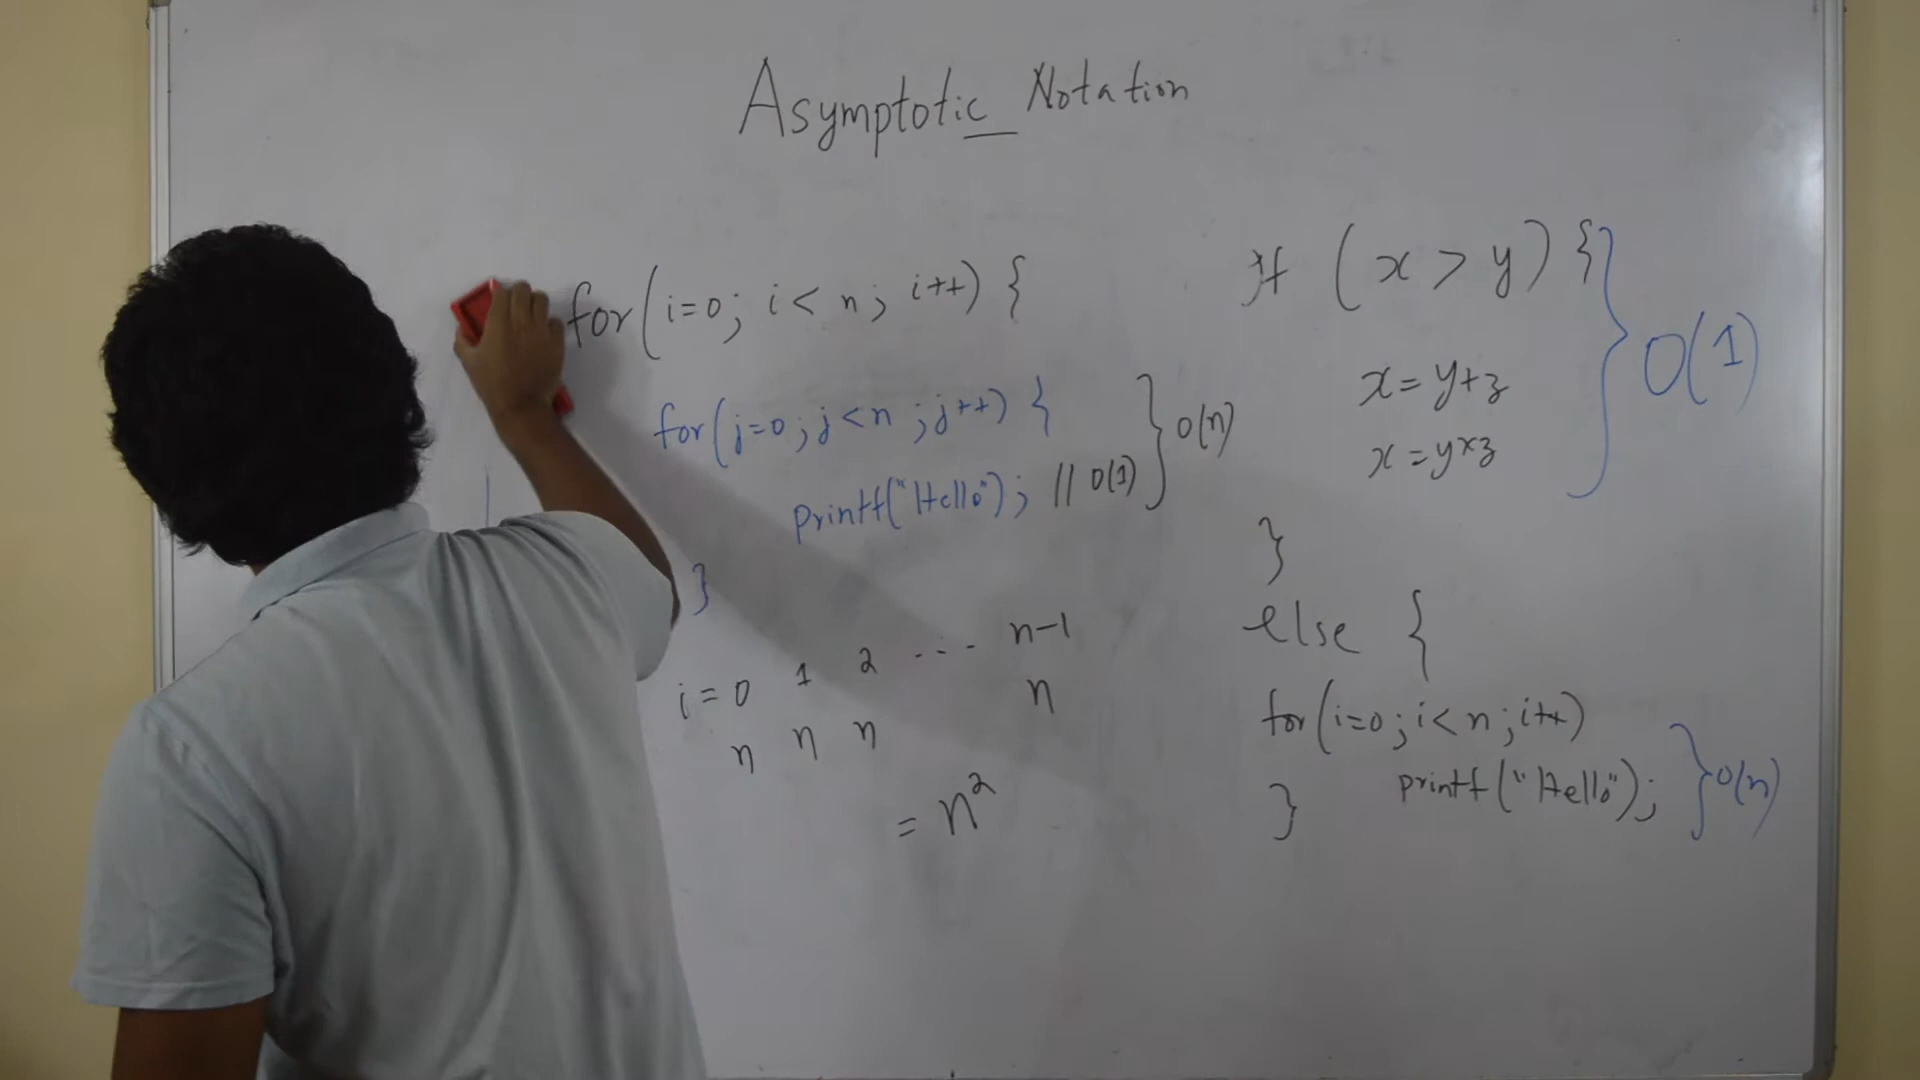 Asymptotic Notation
for(i=0; i< n; i++) {
for(j=0; j<n ; j++) {
printf("Hello"); // O(1)
} O(n)
}
i = 0 1 2 ... n-1
n n n n
= n²
If (x > y) {
x = y+z
x = y×z
} O(1)
}
else {
for(i=0; i< n; i++)
printf("Hello");
} O(n)
}